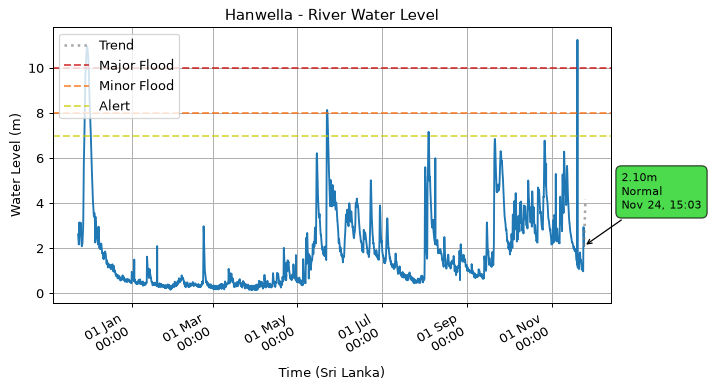 Hanwella - River Water Level
Trend
Major Flood
Minor Flood
Alert
10
8
6
4
2
0
Water Level (m)
2.10m
Normal
Nov 24, 15:03
01 Jan
00:00
01 Mar
00:00
01 May
00:00
01 Jul
00:00
01 Sep
00:00
01 Nov
00:00
Time (Sri Lanka)